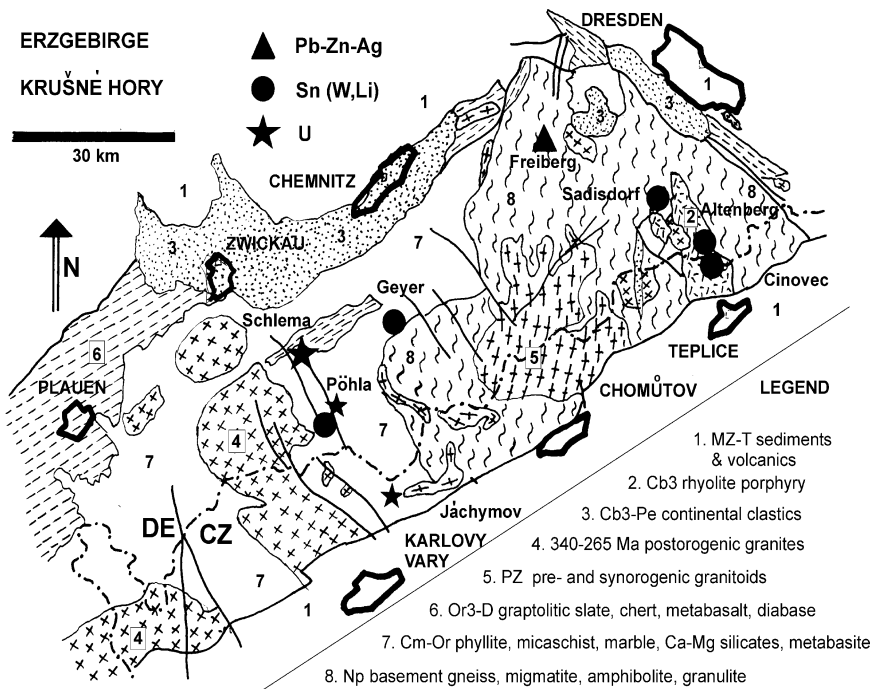 ERZGEBIRGE
KRUŠNÉ HORY
30 km
Pb-Zn-Ag
Sn (W,Li)
U
N
DRESDEN
1
3
1
3
Freiberg
8
Sadisdorf
8
2
Altenberg
CHEMNITZ
1
3
ZWICKAU
3
7
Cinovec
1
Geyer
Schlema
TEPLICE
6
8
5
PLAUEN
Pöhla
CHOMŮTOV
4
7
7
Jáchymov
DE
CZ
KARLOVY
VARY
7
1
4
LEGEND
1. MZ-T sediments
& volcanics
2. Cb3 rhyolite porphyry
3. Cb3-Pe continental clastics
4. 340-265 Ma postorogenic granites
5. PZ pre- and synorogenic granitoids
6. Or3-D graptolitic slate, chert, metabasalt, diabase
7. Cm-Or phyllite, micaschist, marble, Ca-Mg silicates, metabasite
8. Np basement gneiss, migmatite, amphibolite, granulite